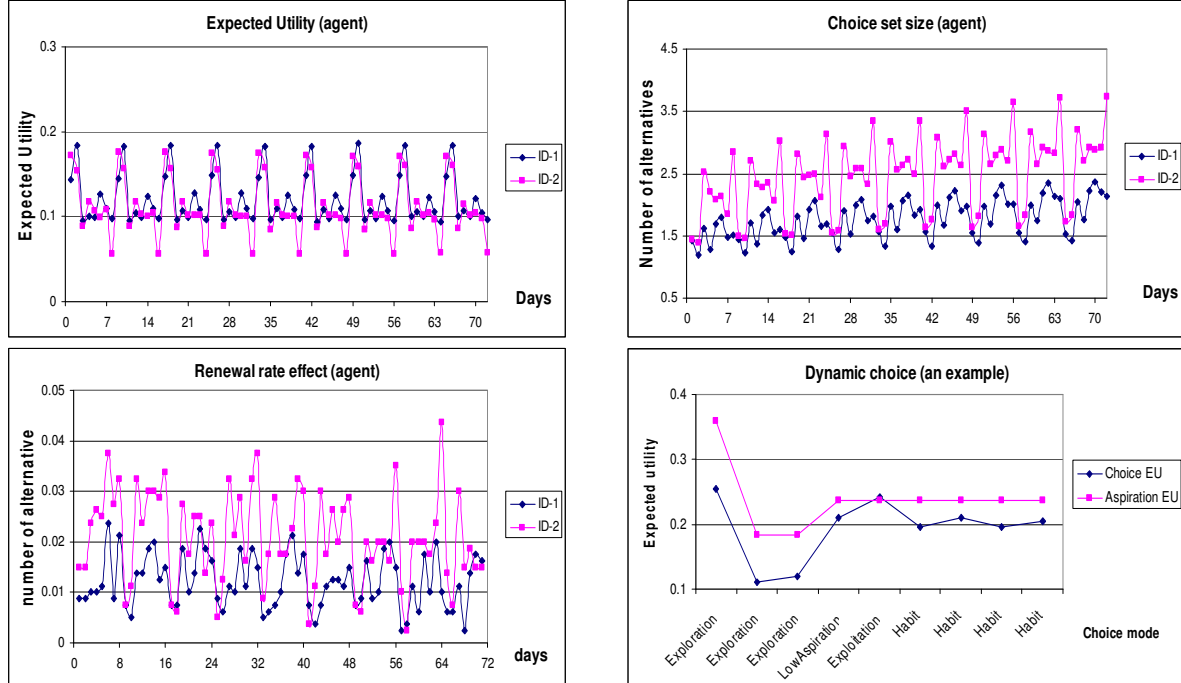 Expected Utility (agent)
Expected Utility
0.3
0.2
0.1
0
0 7 14 21 28 35 42 49 56 63 70
Days
ID-1
ID-2
Choice set size (agent)
Number of alternatives
4.5
3.5
2.5
1.5
0.5
0 7 14 21 28 35 42 49 56 63 70
Days
ID-1
ID-2
Renewal rate effect (agent)
number of alternative
0.05
0.04
0.03
0.02
0.01
0
0 8 16 24 32 40 48 56 64 72
days
ID-1
ID-2
Dynamic choice (an example)
Expected utility
0.4
0.3
0.2
0.1
Exploration
Exploration
Exploration
LowAspiration
Exploitation
Habit
Habit
Habit
Habit
Choice mode
Choice EU
Aspiration EU